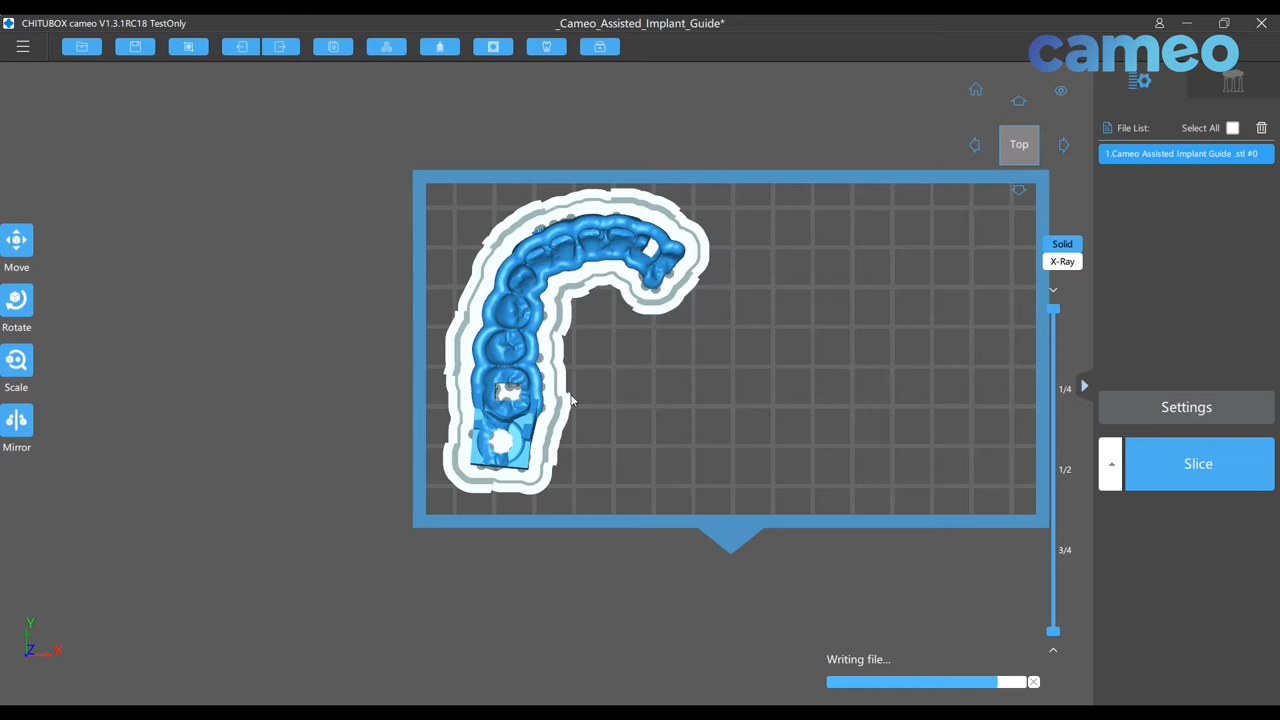 CHITUBOX cameo V1.3.1RC18 TestOnly
_Cameo_Assisted_Implant_Guide*
cameo
File List:
Select All
1.Cameo Assisted Implant Guide .stl #0
Top
Solid
X-Ray
Move
Rotate
Scale
Mirror
1/4
1/2
3/4
Settings
Slice
Y
Z
X
Writing file...